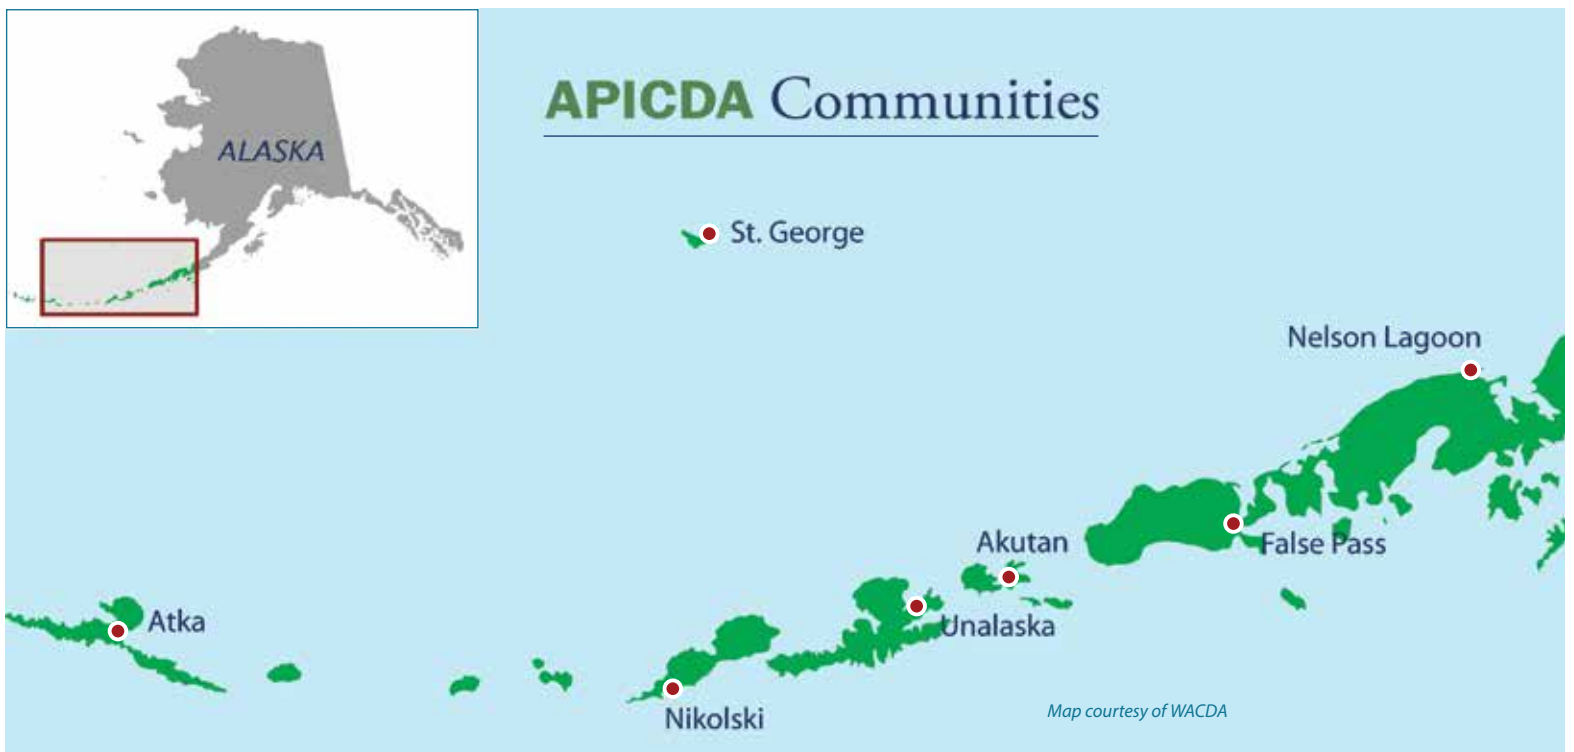 APICDA Communities
ALASKA
St. George
Nelson Lagoon
Akutan
False Pass
Atka
Unalaska
Nikolski
Map courtesy of WACDA